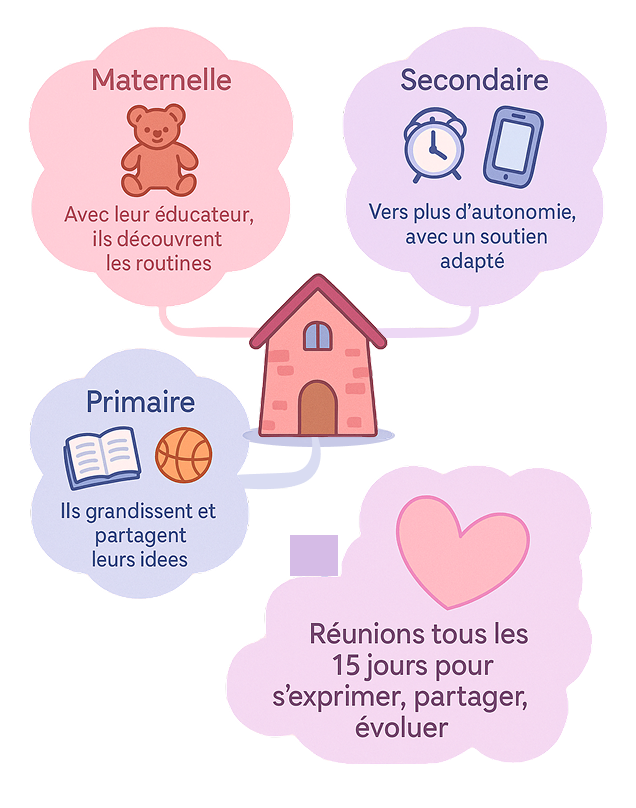 Maternelle
Avec leur éducateur,
ils découvrent
les routines
Secondaire
Vers plus d'autonomie,
avec un soutien
adapté
Primaire
Ils grandissent et
partagent
leurs idees
Réunions tous les
15 jours pour
s'exprimer, partager,
évoluer